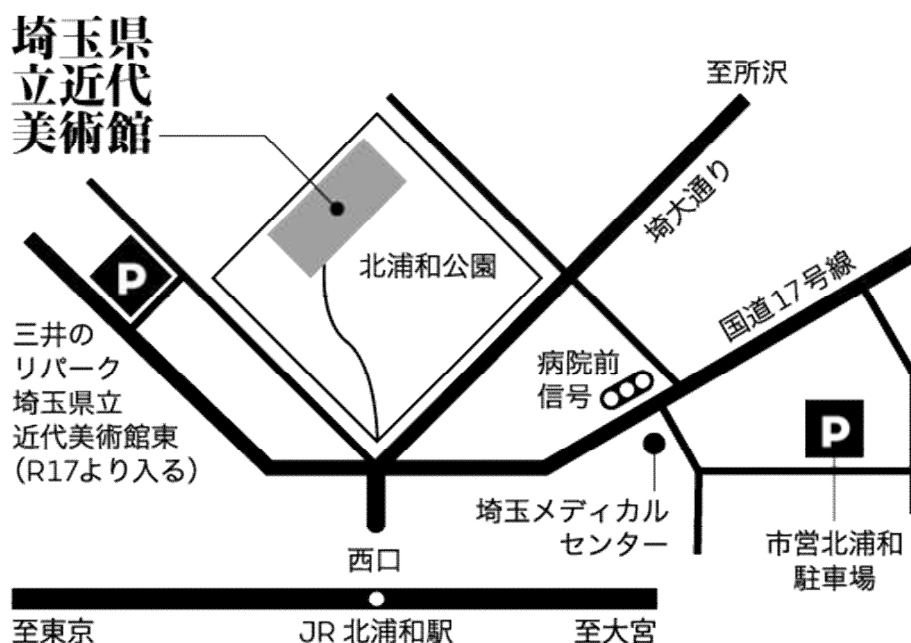 埼玉県
立近代
美術館
至所沢
埼大通り
北浦和公園
国道17号線
P
三井の
リパーク
埼玉県立
近代美術館東
（R17より入る）
病院前
信号
P
埼玉メディカル
センター
市営北浦和
駐車場
西口
至東京
JR 北浦和駅
至大宮